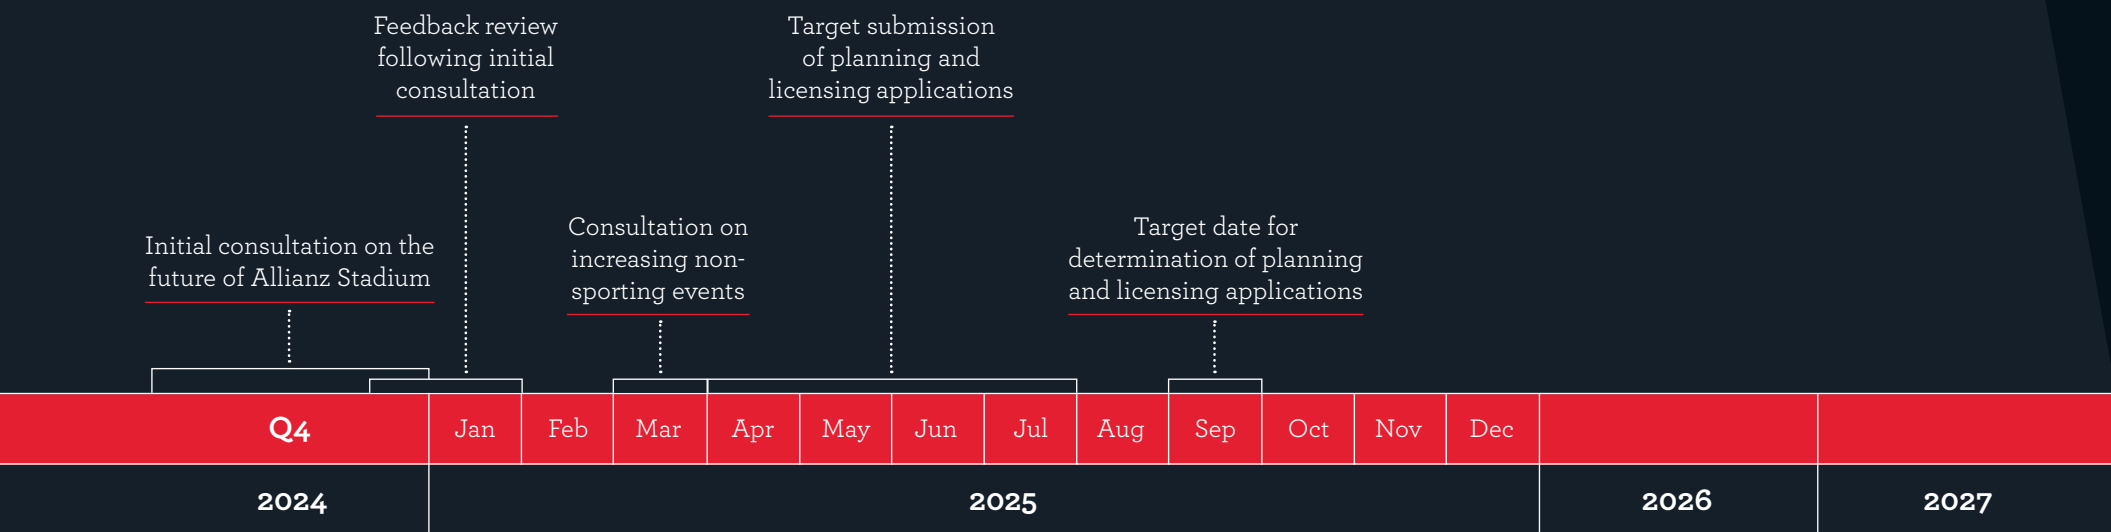 Feedback review
following initial
consultation
Target submission
of planning and
licensing applications
Initial consultation on the
future of Allianz Stadium
Consultation on
increasing non-
sporting events
Target date for
determination of planning
and licensing applications
Q4 Jan Feb Mar Apr May Jun Jul Aug Sep Oct Nov Dec
2024 2025 2026 2027